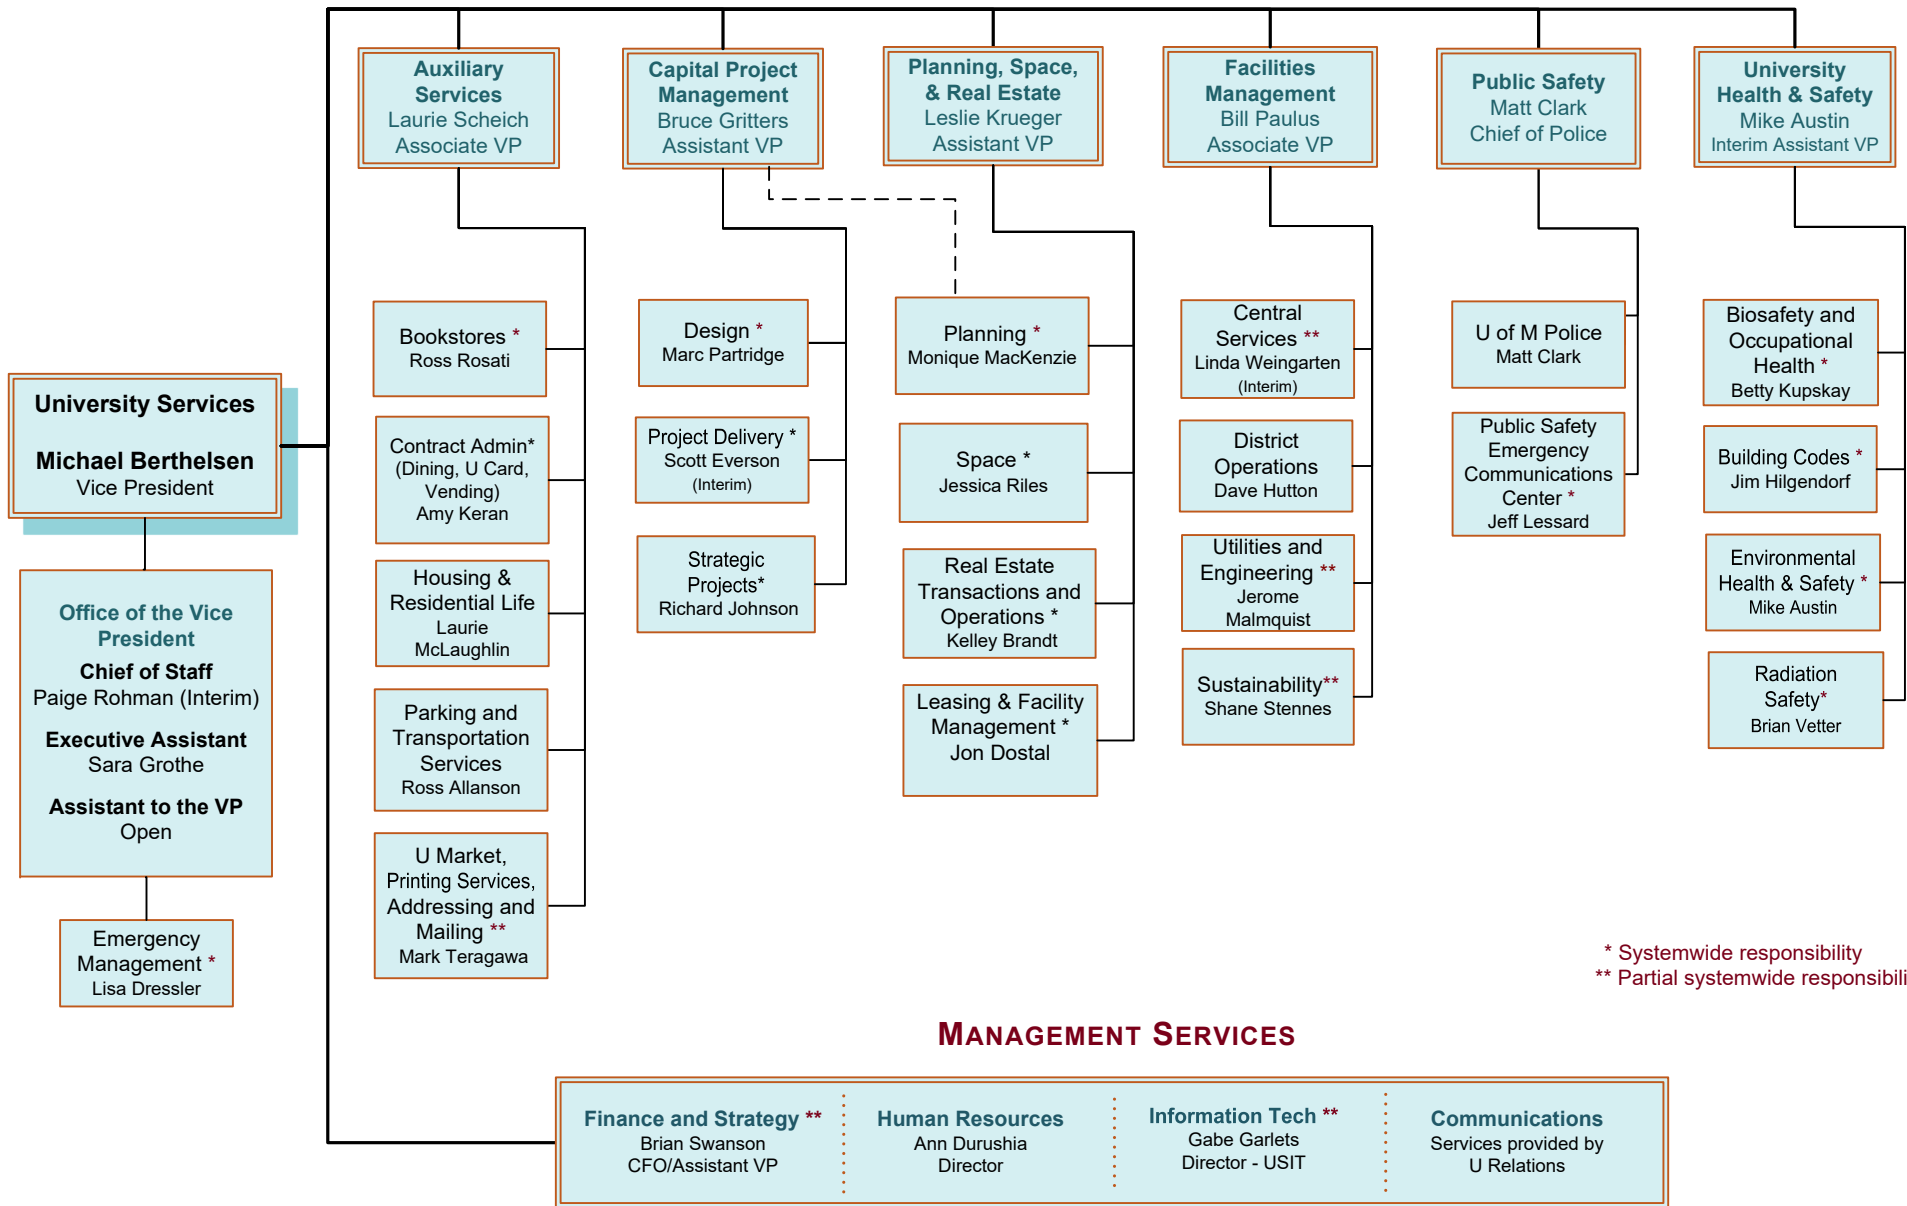 Auxiliary
Services
Laurie Scheich
Associate VP
Capital Project
Management
Bruce Gritters
Assistant VP
Planning, Space,
& Real Estate
Leslie Krueger
Assistant VP
Facilities
Management
Bill Paulus
Associate VP
Public Safety
Matt Clark
Chief of Police
University
Health & Safety
Mike Austin
Interim Assistant VP
University Services
Michael Berthelsen
Vice President
Office of the Vice
President
Chief of Staff
Paige Rohman (Interim)
Executive Assistant
Sara Grothe
Assistant to the VP
Open
Emergency
Management *
Lisa Dressler
Bookstores *
Ross Rosati
Contract Admin*
(Dining, U Card,
Vending)
Amy Keran
Housing &
Residential Life
Laurie
McLaughlin
Parking and
Transportation
Services
Ross Allanson
U Market,
Printing Services,
Addressing and
Mailing **
Mark Teragawa
Design *
Marc Partridge
Project Delivery *
Scott Everson
(Interim)
Strategic
Projects*
Richard Johnson
Planning *
Monique MacKenzie
Space *
Jessica Riles
Real Estate
Transactions and
Operations *
Kelley Brandt
Leasing & Facility
Management *
Jon Dostal
Central
Services **
Linda Weingarten
(Interim)
District
Operations
Dave Hutton
Utilities and
Engineering **
Jerome
Malmquist
Sustainability**
Shane Stennes
U of M Police
Matt Clark
Public Safety
Emergency
Communications
Center *
Jeff Lessard
Biosafety and
Occupational
Health *
Betty Kupskay
Building Codes *
Jim Hilgendorf
Environmental
Health & Safety *
Mike Austin
Radiation
Safety*
Brian Vetter
* Systemwide responsibility
** Partial systemwide responsibili
MANAGEMENT SERVICES
Finance and Strategy **
Brian Swanson
CFO/Assistant VP
Human Resources
Ann Durushia
Director
Information Tech **
Gabe Garlets
Director - USIT
Communications
Services provided by
U Relations